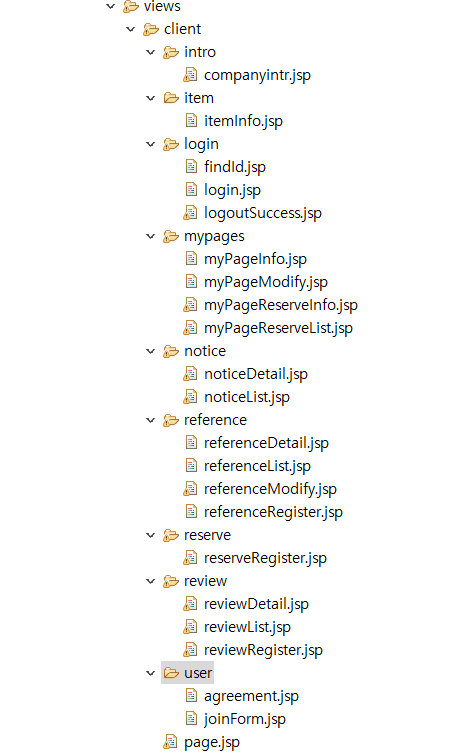 views
client
intro
companyintr.jsp
item
itemInfo.jsp
login
findId.jsp
login.jsp
logoutSuccess.jsp
mypages
myPageInfo.jsp
myPageModify.jsp
myPageReserveInfo.jsp
myPageReserveList.jsp
notice
noticeDetail.jsp
noticeList.jsp
reference
referenceDetail.jsp
referenceList.jsp
referenceModify.jsp
referenceRegister.jsp
reserve
reserveRegister.jsp
review
reviewDetail.jsp
reviewList.jsp
reviewRegister.jsp
user
agreement.jsp
joinForm.jsp
page.jsp